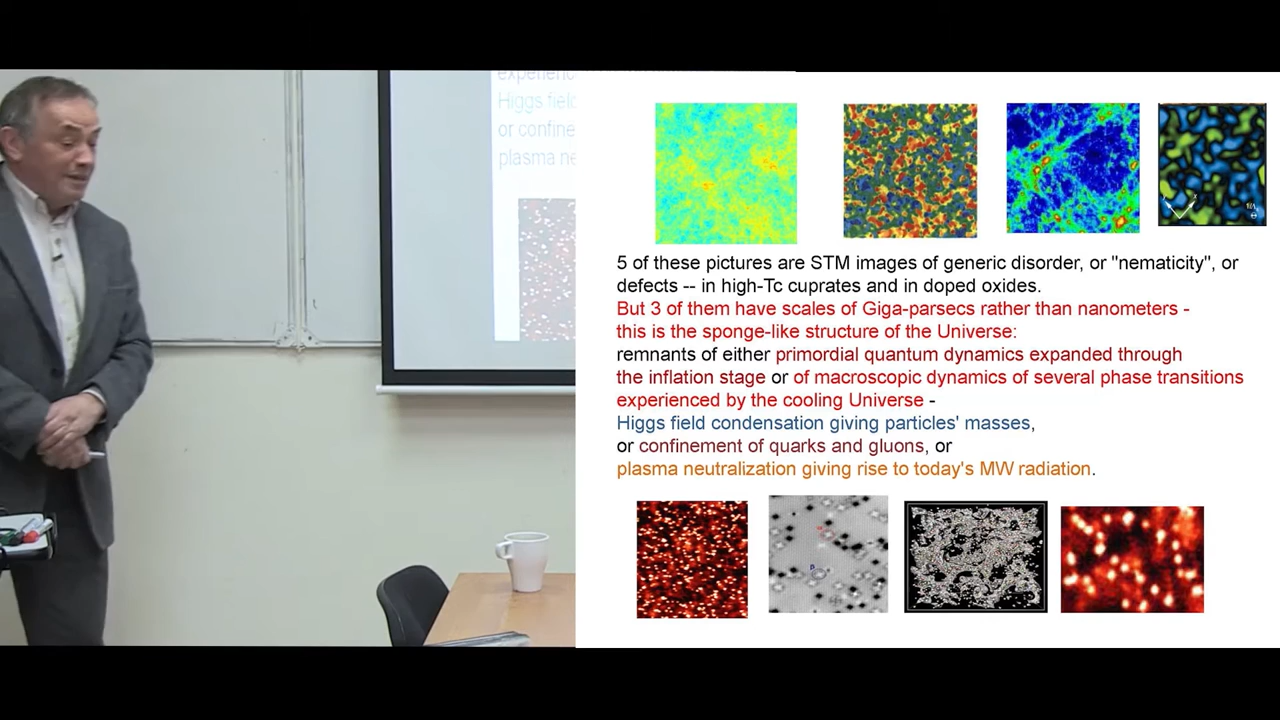 experienc
Higgs field
or confine
plasma ne
5 of these pictures are STM images of generic disorder, or "nematicity", or
defects -- in high-Tc cuprates and in doped oxides.
But 3 of them have scales of Giga-parsecs rather than nanometers -
this is the sponge-like structure of the Universe:
remnants of either primordial quantum dynamics expanded through
the inflation stage or of macroscopic dynamics of several phase transitions
experienced by the cooling Universe -
Higgs field condensation giving particles' masses,
or confinement of quarks and gluons, or
plasma neutralization giving rise to today's MW radiation.